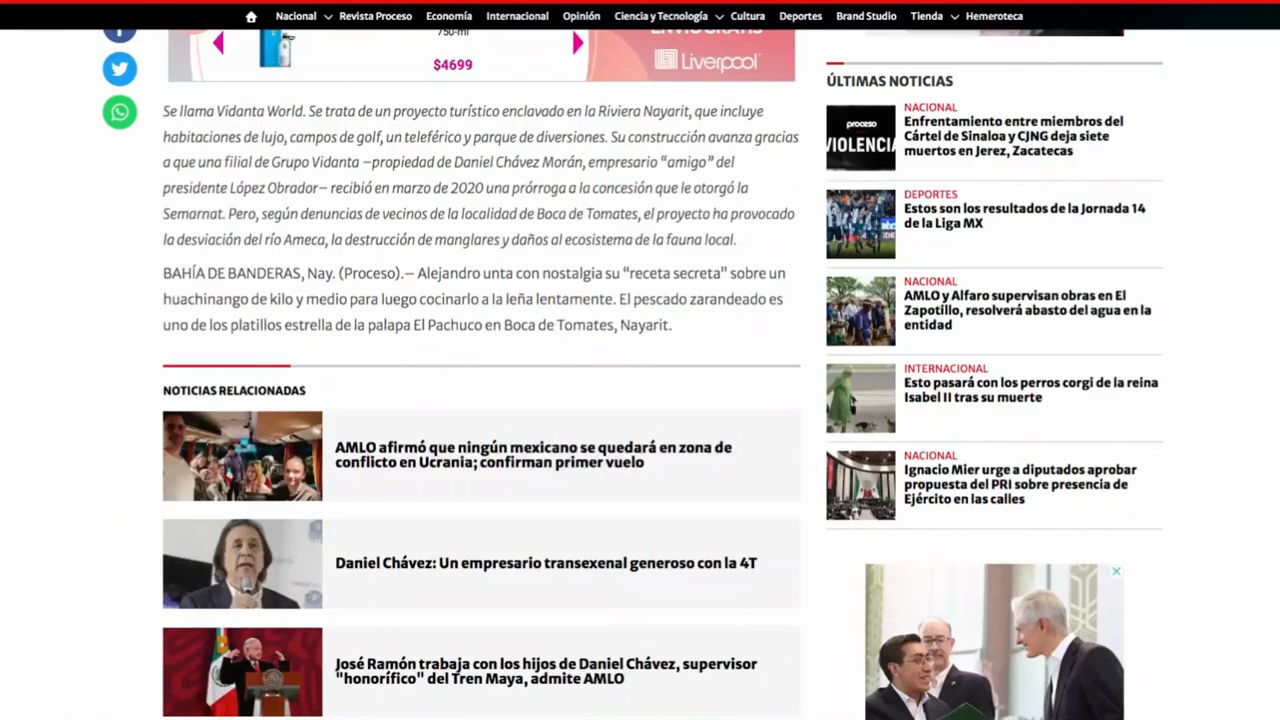 Nacional Revista Proceso Economía Internacional Opinión Ciencia y Tecnología Cultura Deportes Brand Studio Tienda Hemeroteca
750-ml
$4699
ENVÍO GRATIS
Liverpool
Se llama Vidanta World. Se trata de un proyecto turístico enclavado en la Riviera Nayarit, que incluye
habitaciones de lujo, campos de golf, un teleférico y parque de diversiones. Su construcción avanza gracias
a que una filial de Grupo Vidanta –propiedad de Daniel Chávez Morán, empresario “amigo” del
presidente López Obrador– recibió en marzo de 2020 una prórroga a la concesión que le otorgó la
Semarnat. Pero, según denuncias de vecinos de la localidad de Boca de Tomates, el proyecto ha provocado
la desviación del río Ameca, la destrucción de manglares y daños al ecosistema de la fauna local.
BAHÍA DE BANDERAS, Nay. (Proceso).– Alejandro unta con nostalgia su “receta secreta” sobre un
huachinango de kilo y medio para luego cocinarlo a la leña lentamente. El pescado zarandeado es
uno de los platillos estrella de la palapa El Pachuco en Boca de Tomates, Nayarit.
NOTICIAS RELACIONADAS
AMLO afirmó que ningún mexicano se quedará en zona de
conflicto en Ucrania; confirman primer vuelo
Daniel Chávez: Un empresario transexenal generoso con la 4T
José Ramón trabaja con los hijos de Daniel Chávez, supervisor
"honorífico" del Tren Maya, admite AMLO
ÚLTIMAS NOTICIAS
proceso
VIOLENCIA
NACIONAL
Enfrentamiento entre miembros del
Cártel de Sinaloa y CJNG deja siete
muertos en Jerez, Zacatecas
DEPORTES
Estos son los resultados de la Jornada 14
de la Liga MX
NACIONAL
AMLO y Alfaro supervisan obras en El
Zapotillo, resolverá abasto del agua en la
entidad
INTERNACIONAL
Esto pasará con los perros corgi de la reina
Isabel II tras su muerte
NACIONAL
Ignacio Mier urge a diputados aprobar
propuesta del PRI sobre presencia de
Ejército en las calles